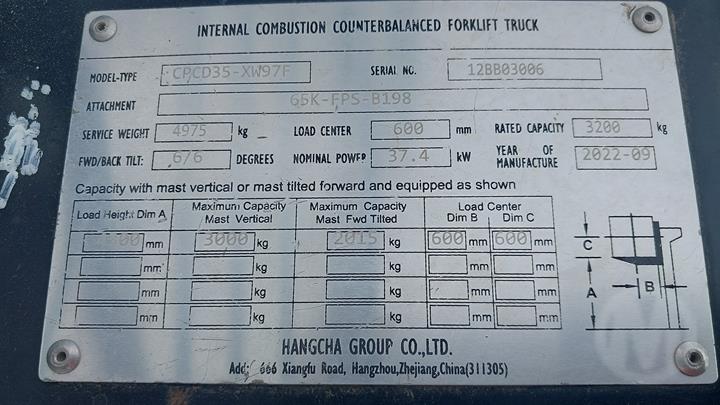 INTERNAL COMBUSTION COUNTERBALANCED FORKLIFT TRUCK
MODEL-TYPE CPCD35-XW97F SERIAL NO. 12BB03006
ATTACHMENT 65K-FPS-B198
SERVICE WEIGHT 4975 kg LOAD CENTER 600 mm RATED CAPACITY 3200 kg
FWD/BACK TILT: 6/6 DEGREES NOMINAL POWER 37.4 kW YEAR OF MANUFACTURE 2022-09
Capacity with mast vertical or mast tilted forward and equipped as shown
Load Height Dim A Maximum Capacity Mast Vertical Maximum Capacity Mast Fwd Tilted Load Center Dim B Dim C
mm 3000 kg 2015 kg 600 mm 600 mm
mm kg kg mm mm
mm kg kg mm mm
mm kg kg mm mm
C
A B
HANGCHA GROUP CO.,LTD.
Add: 666 Xiangfu Road, Hangzhou,Zhejiang,China(311305)